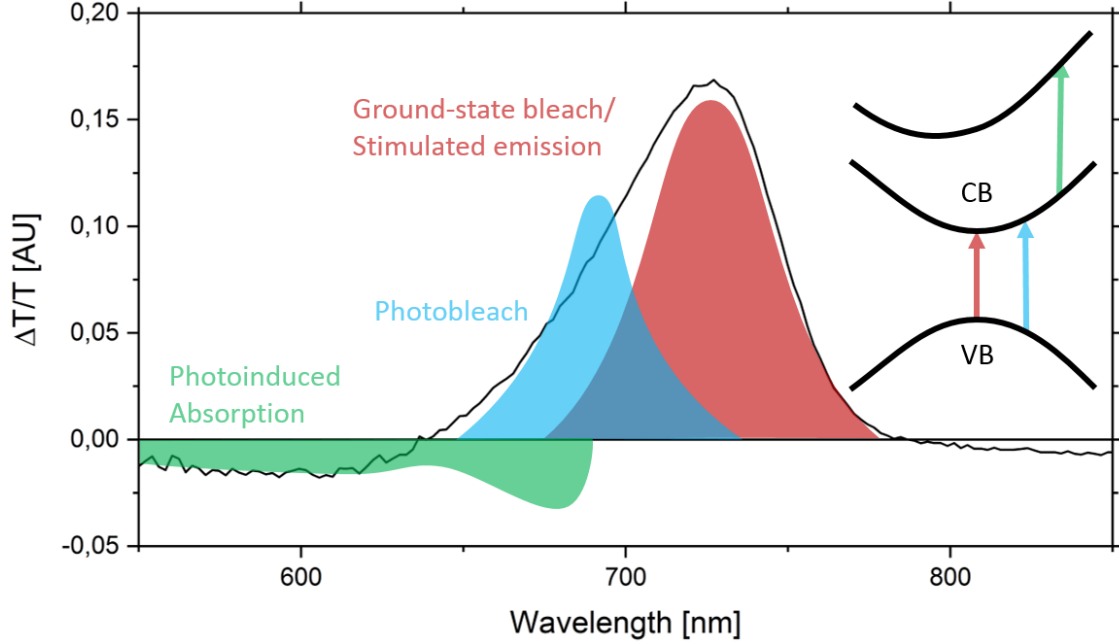 0,20
0,15
0,10
0,05
0,00
-0,05
ΔT/T [AU]
Ground-state bleach/
Stimulated emission
Photobleach
Photoinduced
Absorption
CB
VB
600
700
800
Wavelength [nm]